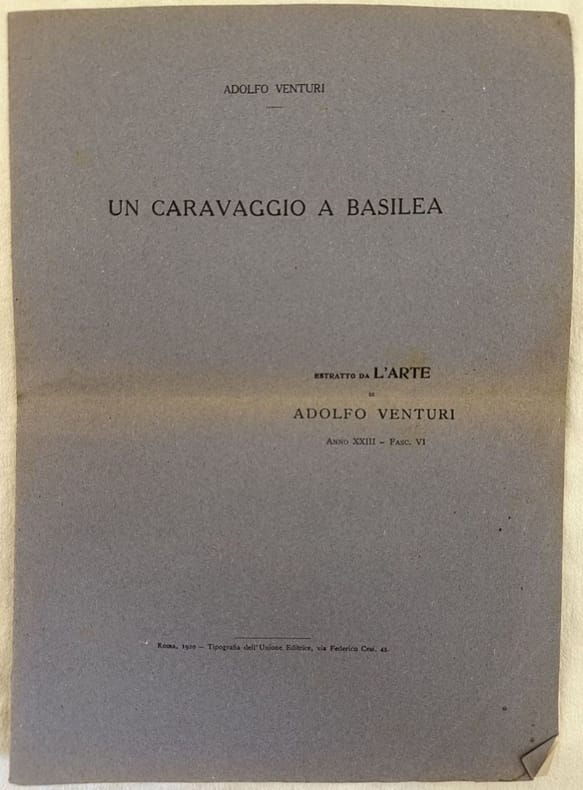 ADOLFO VENTURI
UN CARAVAGGIO A BASILEA
ESTRATTO DA L'ARTE
DI
ADOLFO VENTURI
ANNO XXIII – FASC. VI
ROMA, 1920 – Tipografia dell'Unione Editrice, via Federico Cesi, 45.